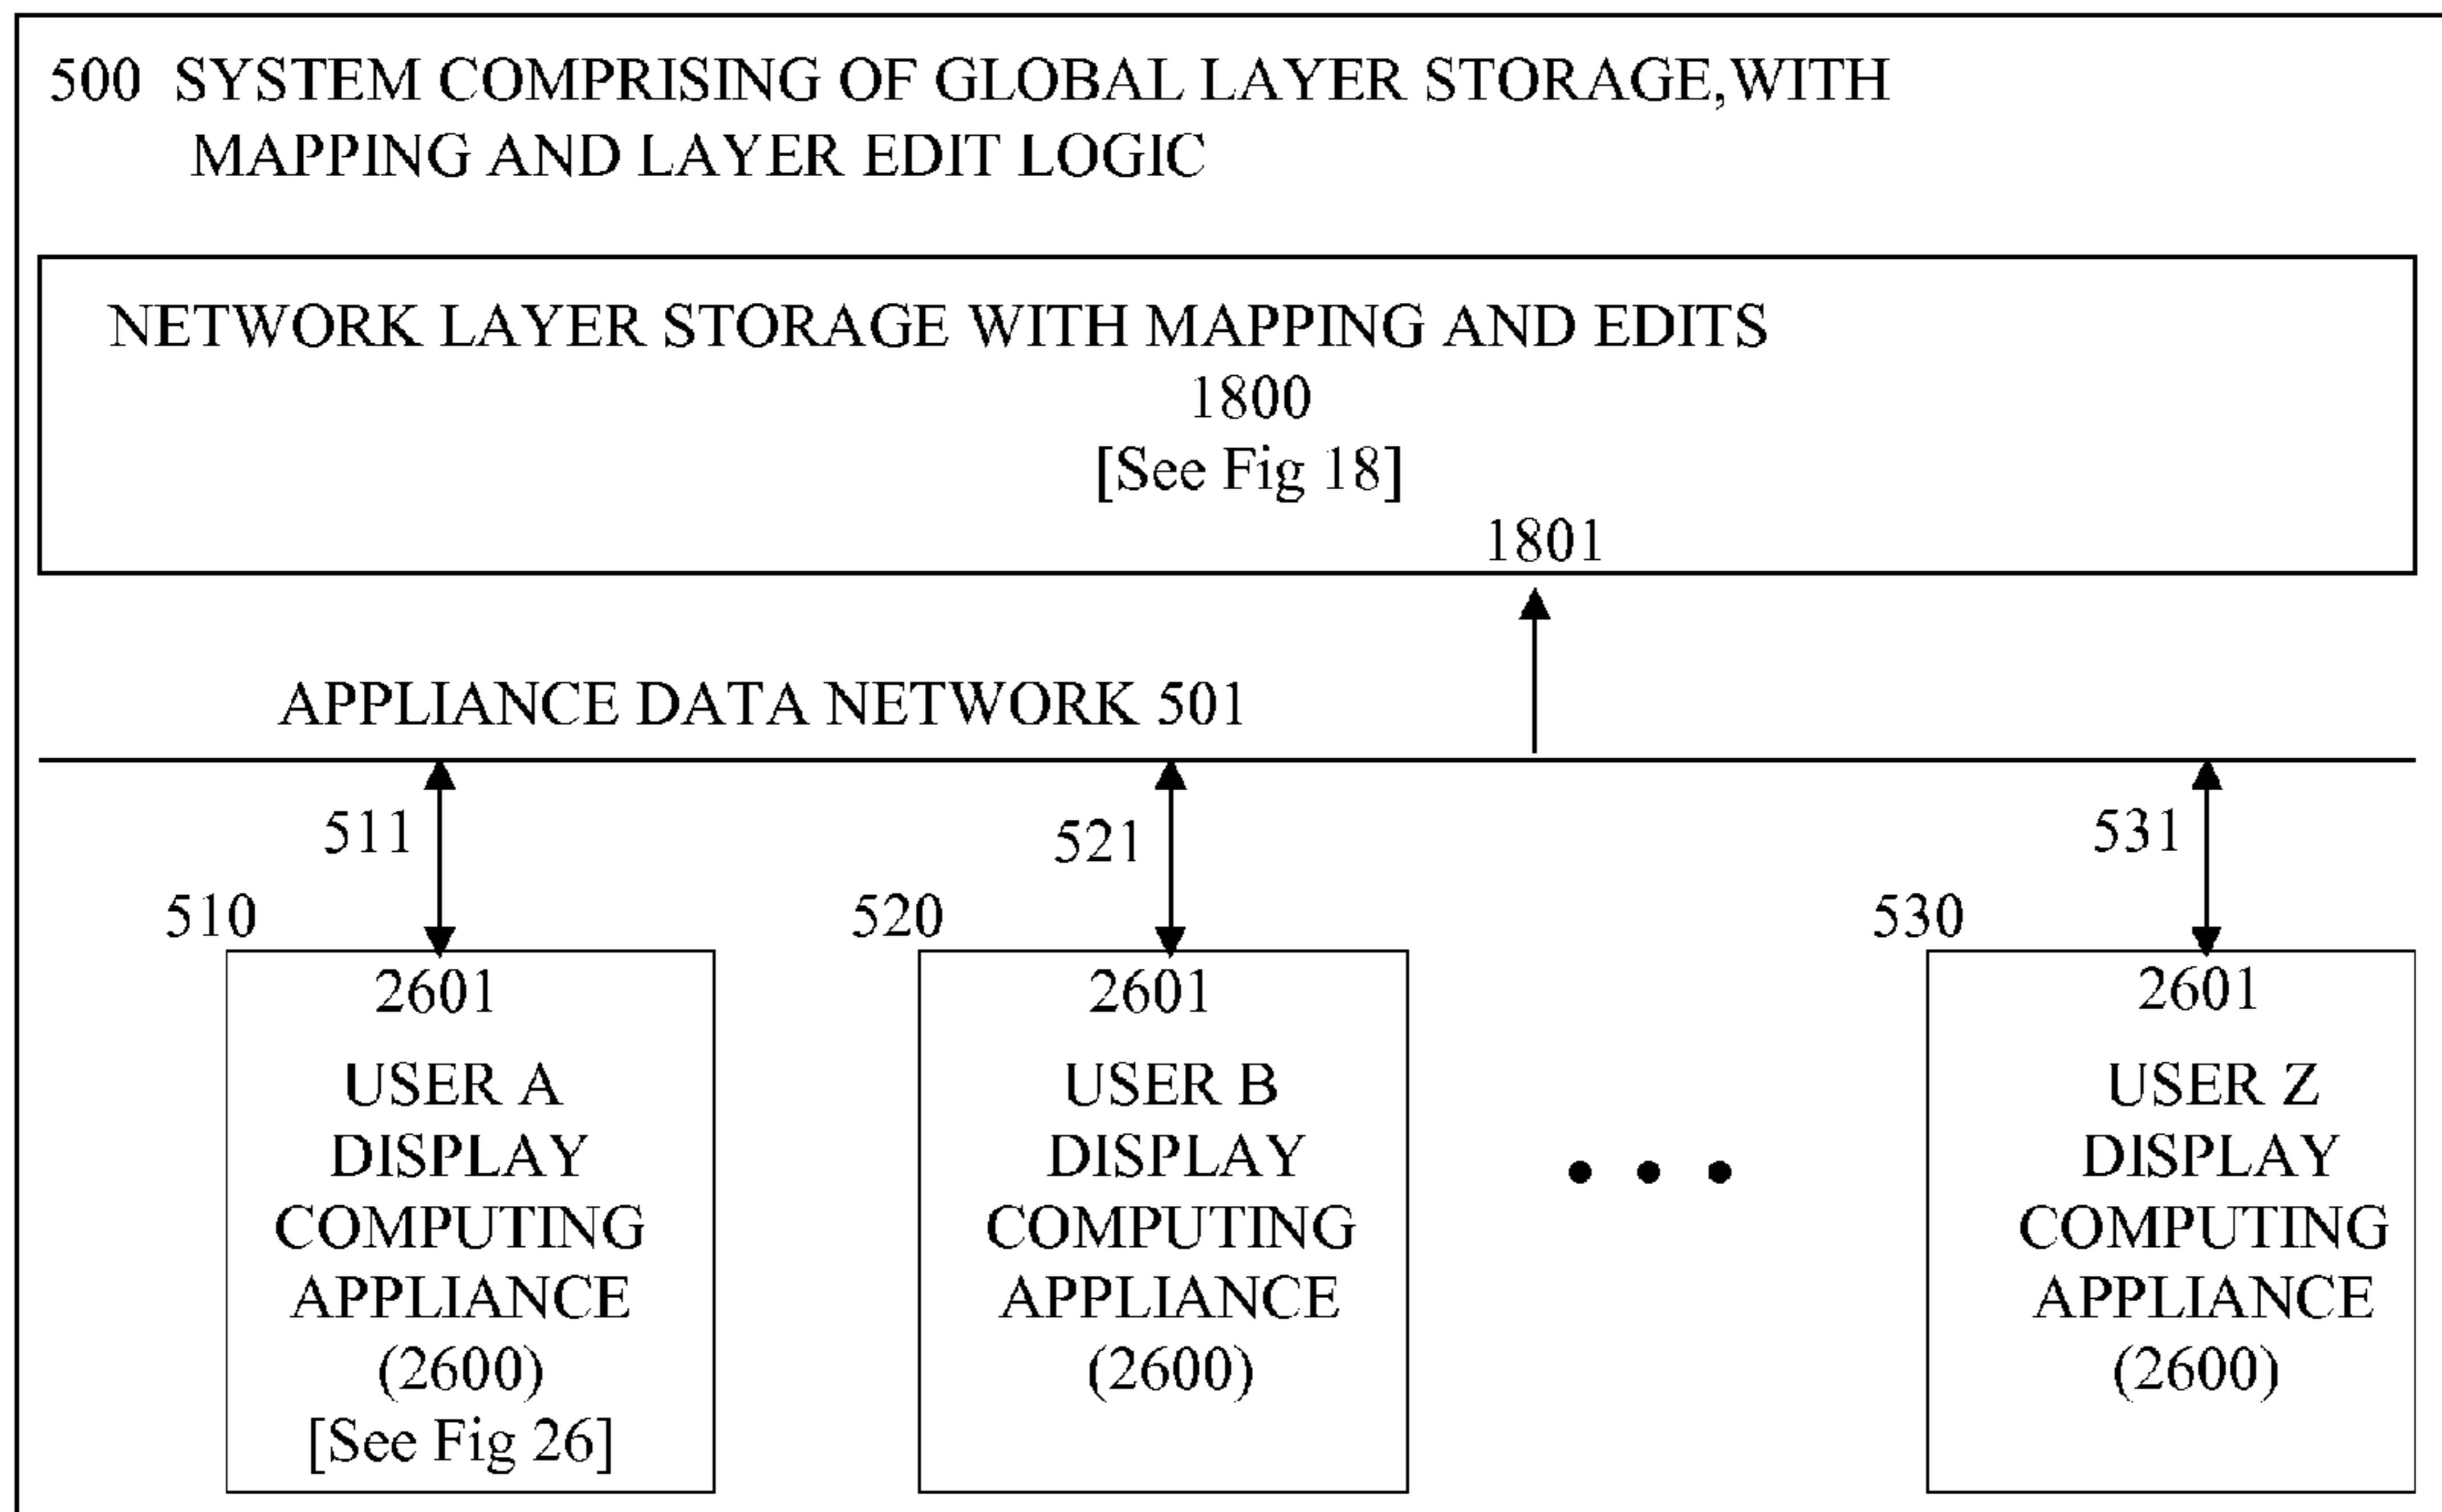 500 SYSTEM COMPRISING OF GLOBAL LAYER STORAGE,WITH
MAPPING AND LAYER EDIT LOGIC
NETWORK LAYER STORAGE WITH MAPPING AND EDITS
1800
[See Fig 18]
1801
APPLIANCE DATA NETWORK 501
511
521
531
510
520
530
2601
USER A
DISPLAY
COMPUTING
APPLIANCE
(2600)
[See Fig 26]
2601
USER B
DISPLAY
COMPUTING
APPLIANCE
(2600)
2601
USER Z
DISPLAY
COMPUTING
APPLIANCE
(2600)